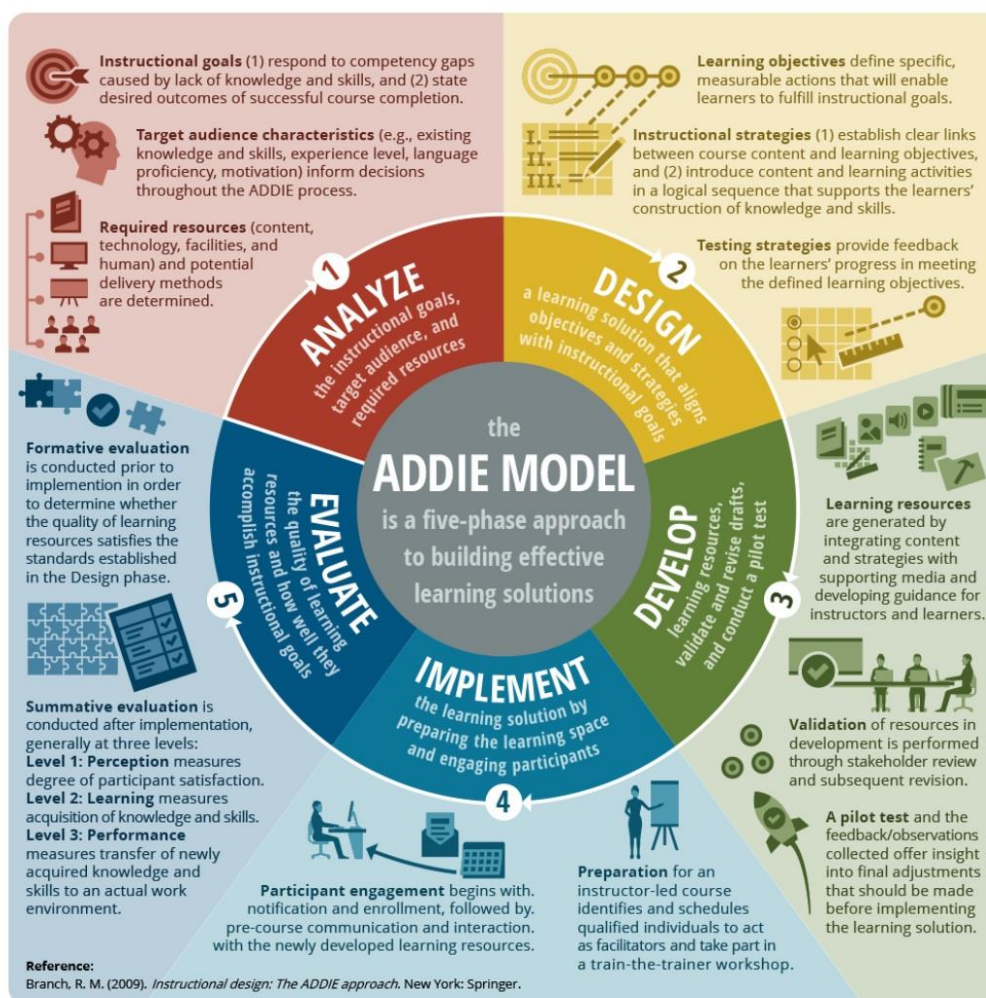 Instructional goals (1) respond to competency gaps
caused by lack of knowledge and skills, and (2) state
desired outcomes of successful course completion.
Target audience characteristics (e.g., existing
knowledge and skills, experience level, language
proficiency, motivation) inform decisions
throughout the ADDIE process.
Required resources (content,
technology, facilities, and
human) and potential
delivery methods
are determined.
1
ANALYZE
the instructional goals,
target audience, and
required resources
Learning objectives define specific,
measurable actions that will enable
learners to fulfill instructional goals.
I.
II.
III.
Instructional strategies (1) establish clear links
between course content and learning objectives,
and (2) introduce content and learning activities
in a logical sequence that supports the learners'
construction of knowledge and skills.
Testing strategies provide feedback
on the learners' progress in meeting
the defined learning objectives.
2
DESIGN
a learning solution that aligns
objectives and strategies
with instructional goals
the
ADDIE MODEL
is a five-phase approach
to building effective
learning solutions
3
DEVELOP
learning resources,
validate and revise drafts,
and conduct a pilot test
Learning resources
are generated by
integrating content
and strategies with
supporting media and
developing guidance for
instructors and learners.
Validation of resources in
development is performed
through stakeholder review
and subsequent revision.
A pilot test and the
feedback/observations
collected offer insight
into final adjustments
that should be made
before implementing
the learning solution.
IMPLEMENT
the learning solution by
preparing the learning space
and engaging participants
4
Participant engagement begins with.
notification and enrollment, followed by.
pre-course communication and interaction.
with the newly developed learning resources.
Preparation for an
instructor-led course
identifies and schedules
qualified individuals to act
as facilitators and take part in
a train-the-trainer workshop.
5
EVALUATE
the quality of learning
resources and how well they
accomplish instructional goals
Formative evaluation
is conducted prior to
implemention in order
to determine whether
the quality of learning
resources satisfies the
standards established
in the Design phase.
Summative evaluation is
conducted after implementation,
generally at three levels:
Level 1: Perception measures
degree of participant satisfaction.
Level 2: Learning measures
acquisition of knowledge and skills.
Level 3: Performance
measures transfer of newly
acquired knowledge and
skills to an actual work
environment.
Reference:
Branch, R. M. (2009). Instructional design: The ADDIE approach. New York: Springer.